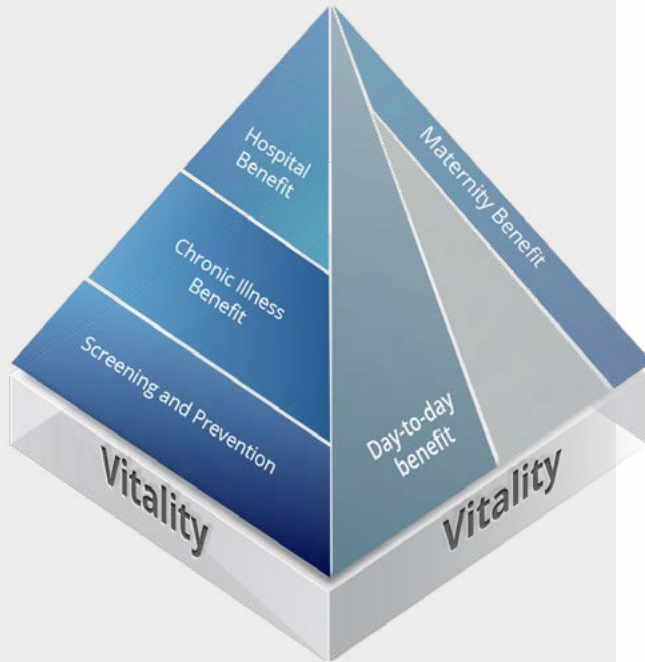 Hospital
Benefit
Chronic Illness
Benefit
Screening and Prevention
Maternity Benefit
Day-to-day
benefit
Vitality
Vitality